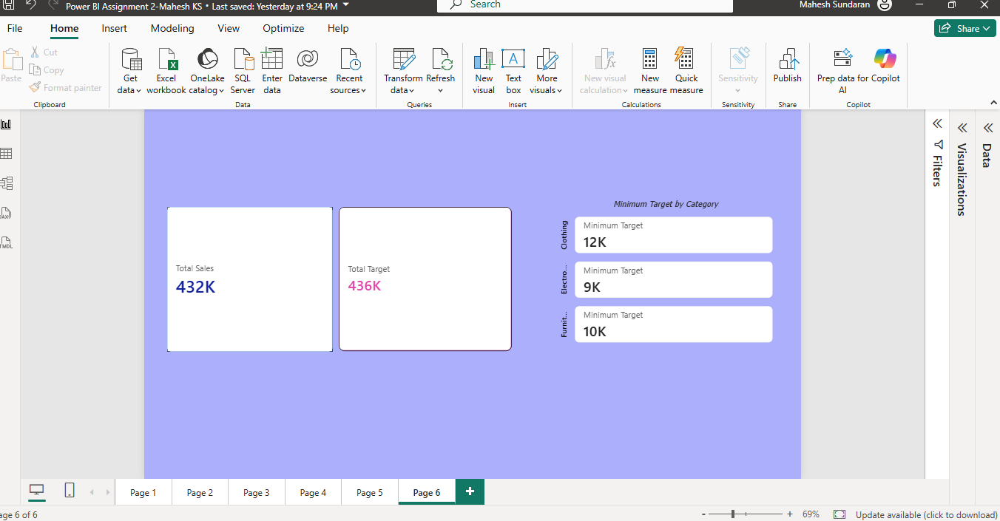 Power BI Assignment 2-Mahesh KS • Last saved: Yesterday at 9:24 PM
Search
Mahesh Sundaran
File Home Insert Modeling View Optimize Help
Share
Paste
Cut
Copy
Format painter
Clipboard
Get data
Excel workbook
OneLake catalog
SQL Server
Enter data
Dataverse
Recent sources
Data
Transform data
Refresh
Queries
New visual
Text box
More visuals
Insert
New visual calculation
New measure
Quick measure
Calculations
Sensitivity
Sensitivity
Publish
Share
Prep data for AI
Copilot
Copilot
DAX
TMDL
Total Sales
432K
Total Target
436K
Minimum Target by Category
Clothing
Minimum Target
12K
Electro...
Minimum Target
9K
Furnit...
Minimum Target
10K
Filters
Visualizations
Data
Page 1 Page 2 Page 3 Page 4 Page 5 Page 6 +
age 6 of 6
- + 69%
Update available (click to download)